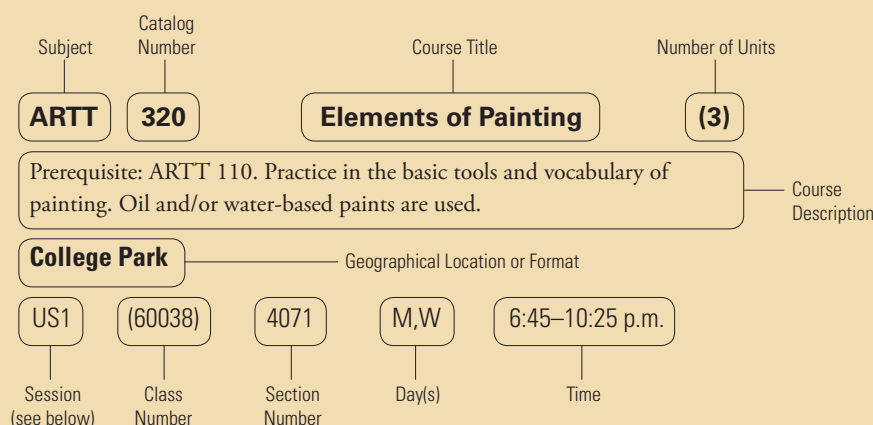 Catalog
Subject Number Course Title Number of Units
ARTT 320 Elements of Painting (3)
Prerequisite: ARTT 110. Practice in the basic tools and vocabulary of
painting. Oil and/or water-based paints are used.
Course
Description
College Park Geographical Location or Format
US1 (60038) 4071 M,W 6:45–10:25 p.m.
Session Class Section Day(s) Time
(see below) Number Number